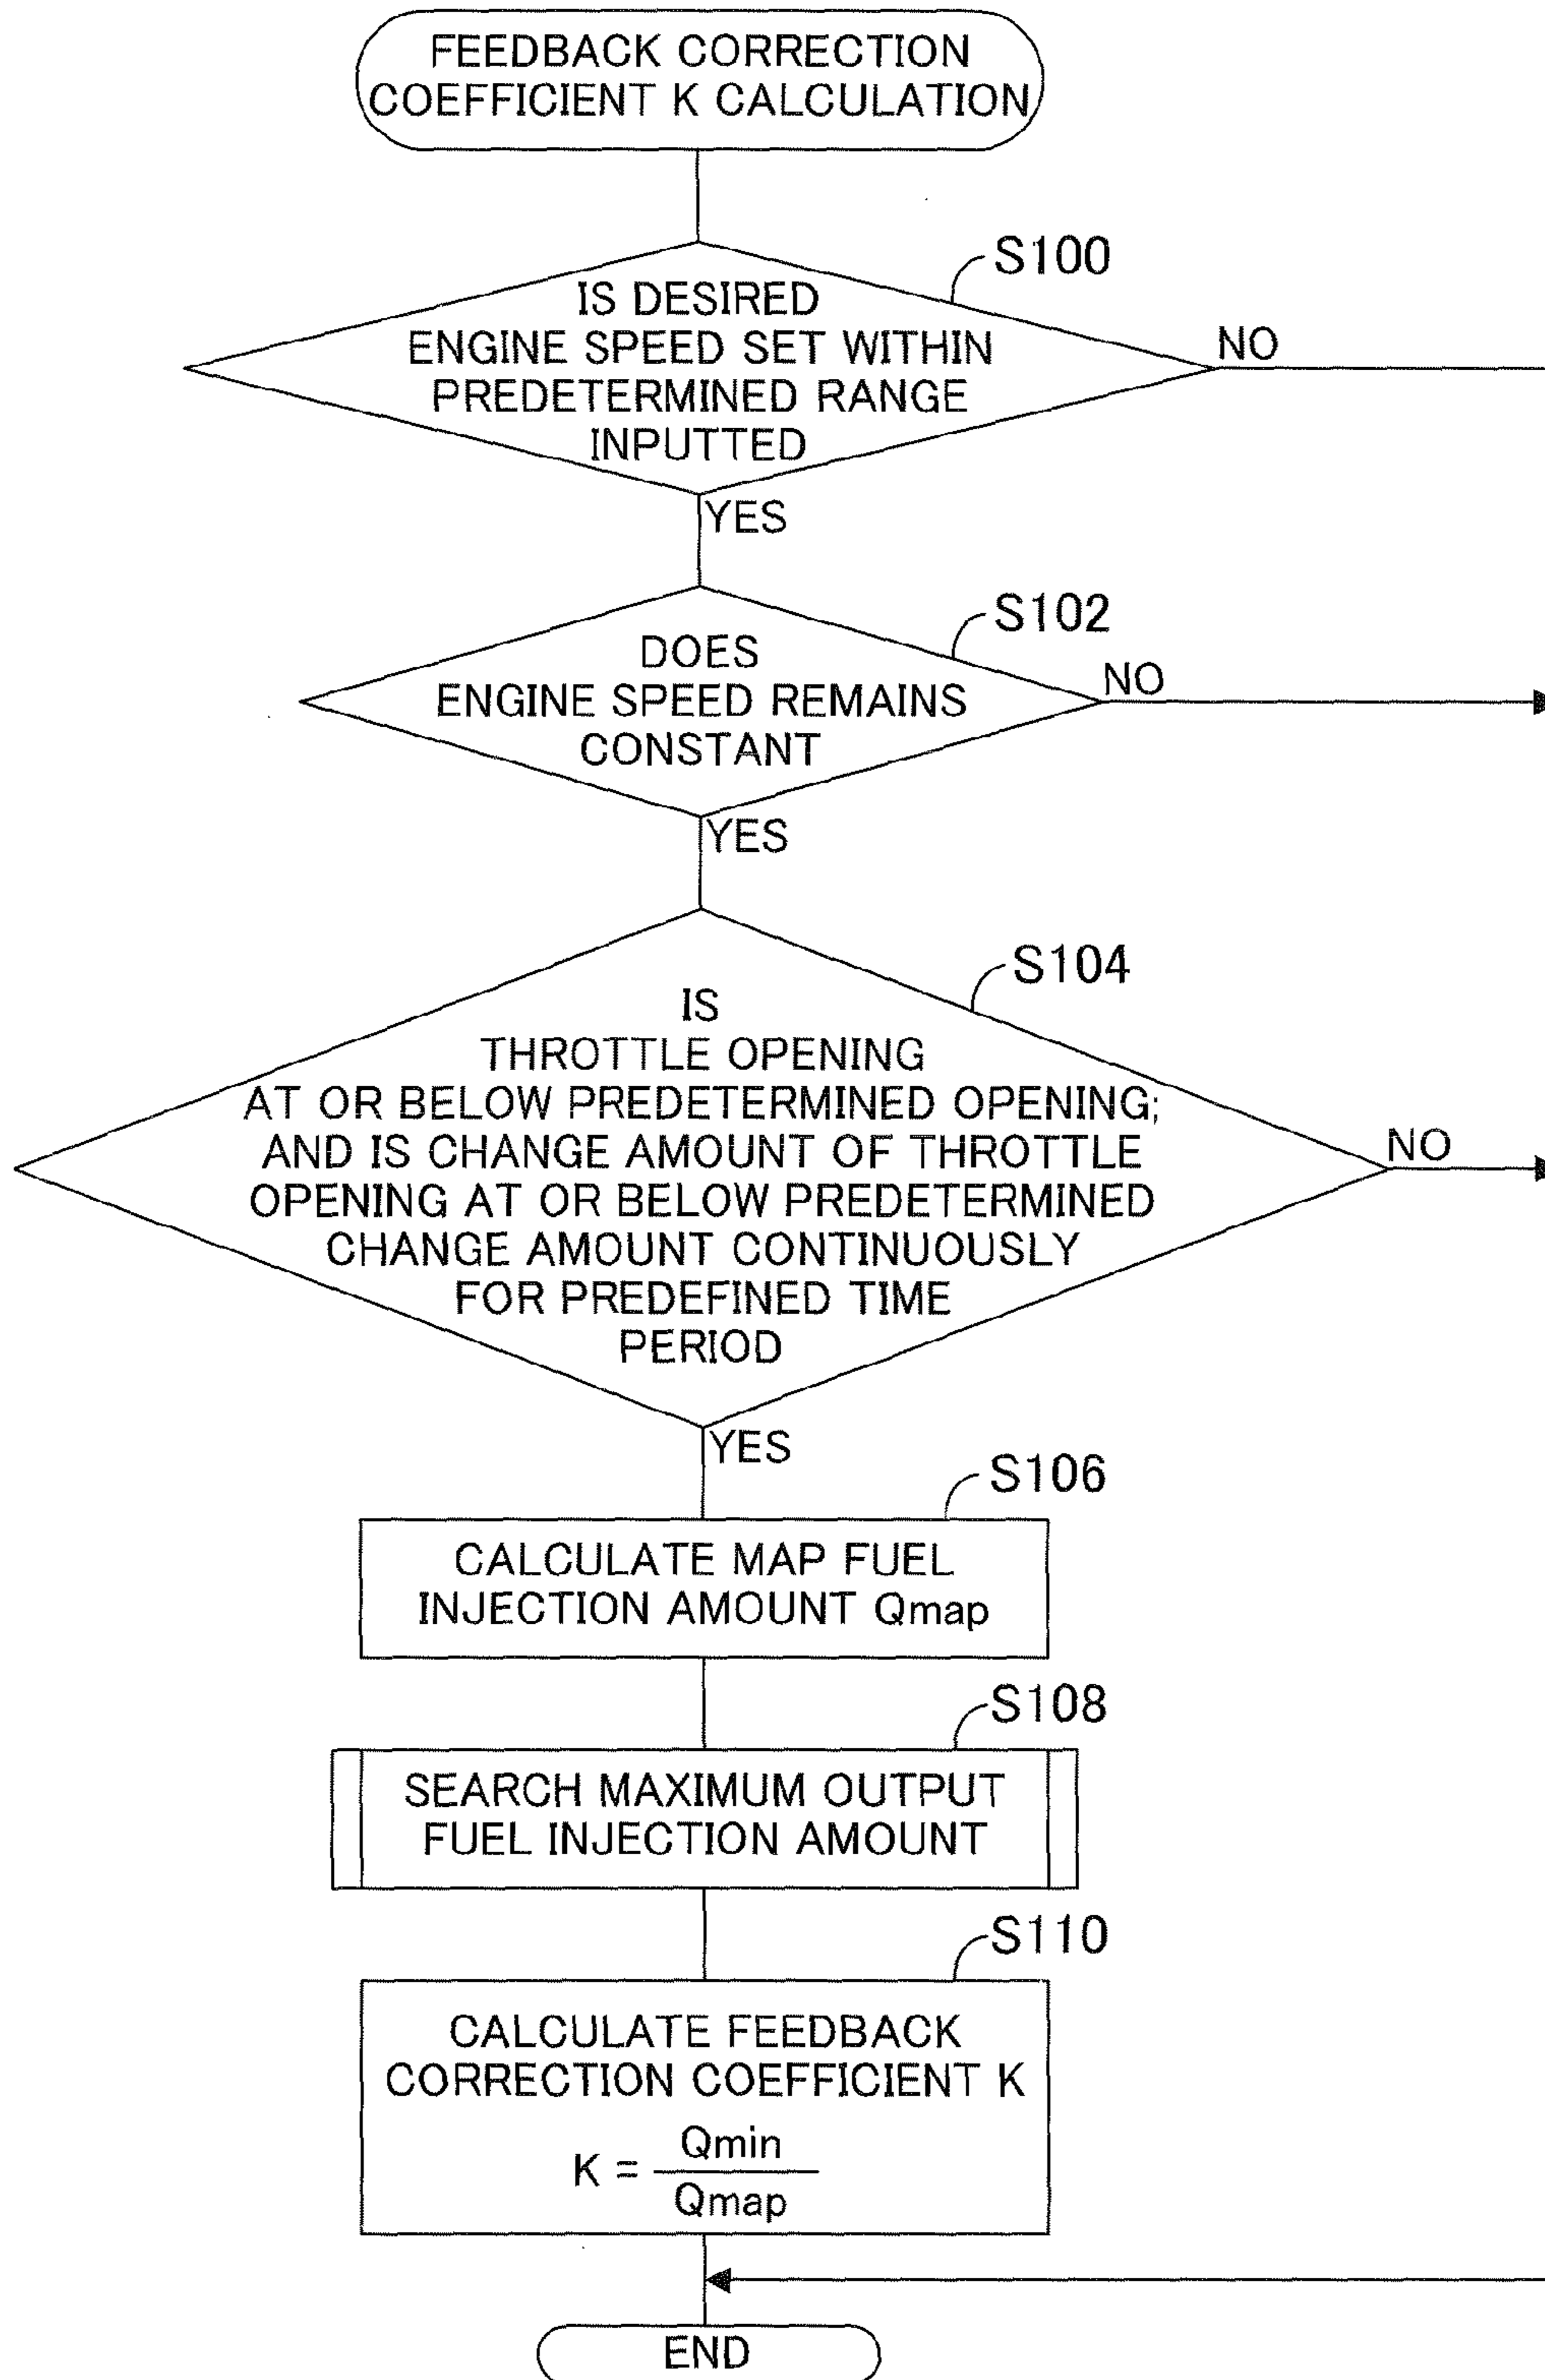 FEEDBACK CORRECTION
COEFFICIENT K CALCULATION
S100
IS DESIRED
ENGINE SPEED SET WITHIN
PREDETERMINED RANGE
INPUTTED
NO
YES
S102
DOES
ENGINE SPEED REMAINS
CONSTANT
NO
YES
S104
IS
THROTTLE OPENING
AT OR BELOW PREDETERMINED OPENING;
AND IS CHANGE AMOUNT OF THROTTLE
OPENING AT OR BELOW PREDETERMINED
CHANGE AMOUNT CONTINUOUSLY
FOR PREDEFINED TIME
PERIOD
NO
YES
S106
CALCULATE MAP FUEL
INJECTION AMOUNT Qmap
S108
SEARCH MAXIMUM OUTPUT
FUEL INJECTION AMOUNT
S110
CALCULATE FEEDBACK
CORRECTION COEFFICIENT K
K = Qmin
Qmap
END